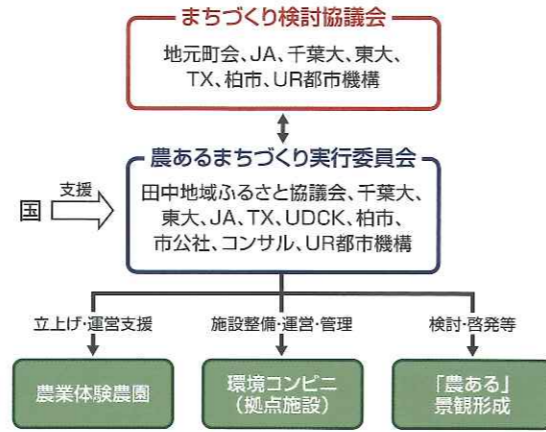 まちづくり検討協議会
地元町会、JA、千葉大、東大、
TX、柏市、UR都市機構
農あるまちづくり実行委員会
国
支援
田中地域ふるさと協議会、千葉大、
東大、JA、TX、UDCK、柏市、
市公社、コンサル、UR都市機構
立上げ・運営支援
施設整備・運営・管理
検討・啓発等
農業体験農園
環境コンビニ
(拠点施設)
「農ある」
景観形成